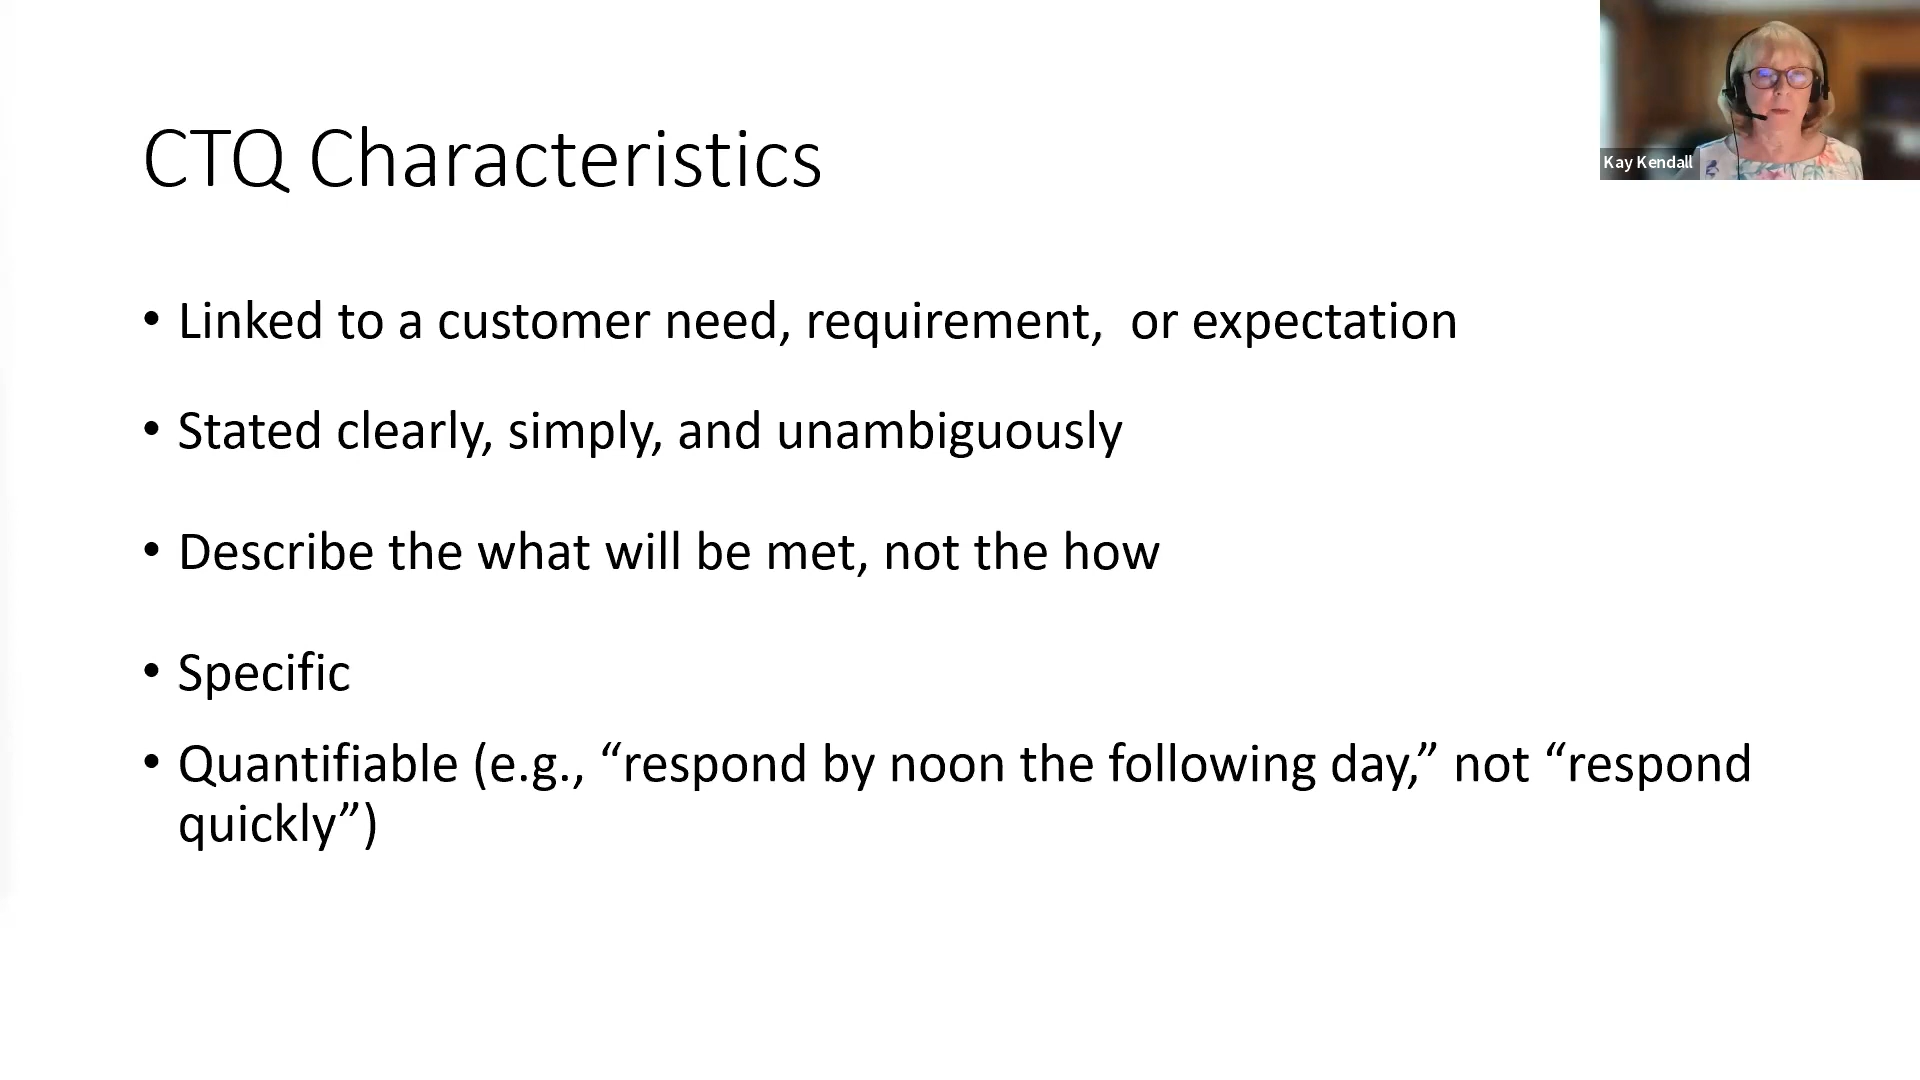 CTQ Characteristics
Kay Kendall
• Linked to a customer need, requirement,  or expectation
• Stated clearly, simply, and unambiguously
• Describe the what will be met, not the how
• Specific
• Quantifiable (e.g., “respond by noon the following day,” not “respond
quickly”)